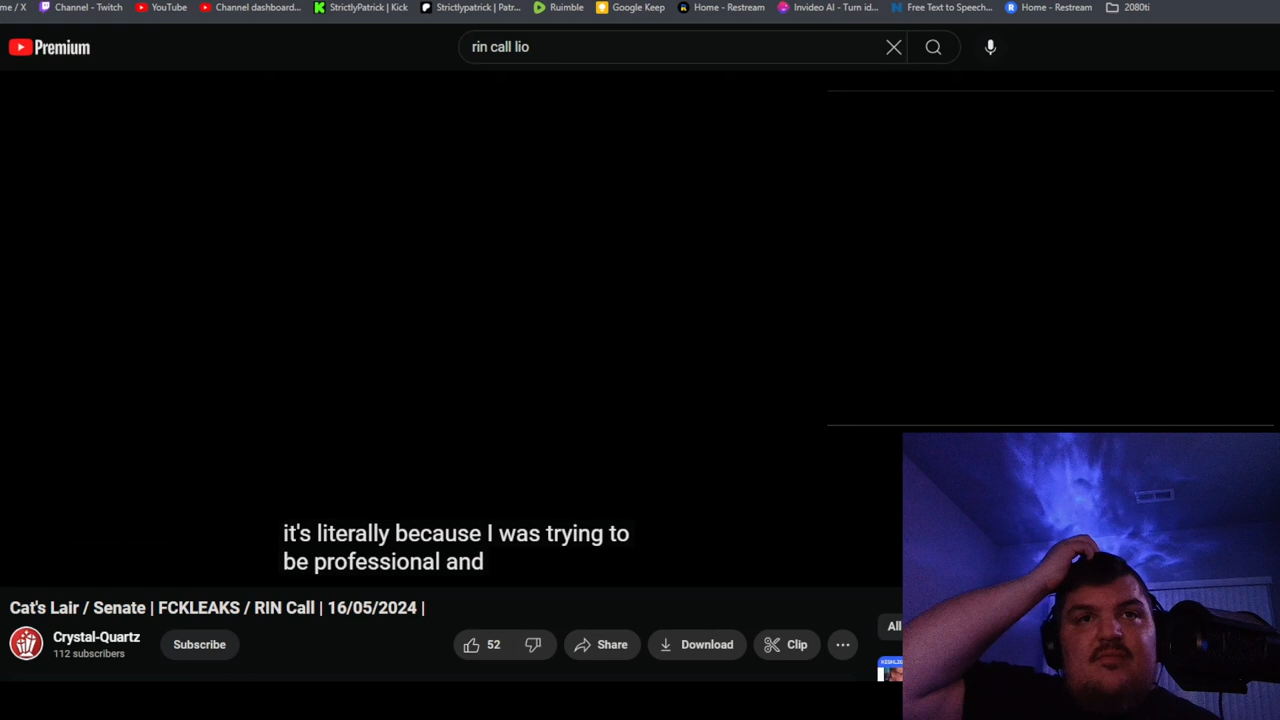 me / X Channel - Twitch YouTube Channel dashboard... StrictlyPatrick | Kick Strictlypatrick | Patr... Rumble Google Keep Home - Restream Invideo AI - Turn id... Free Text to Speech... Home - Restream 2080ti
Premium rin call lio
it's literally because I was trying to
be professional and
Cat's Lair / Senate | FCKLEAKS / RIN Call | 16/05/2024 |
All
Crystal-Quartz
112 subscribers
Subscribe 52 Share Download Clip